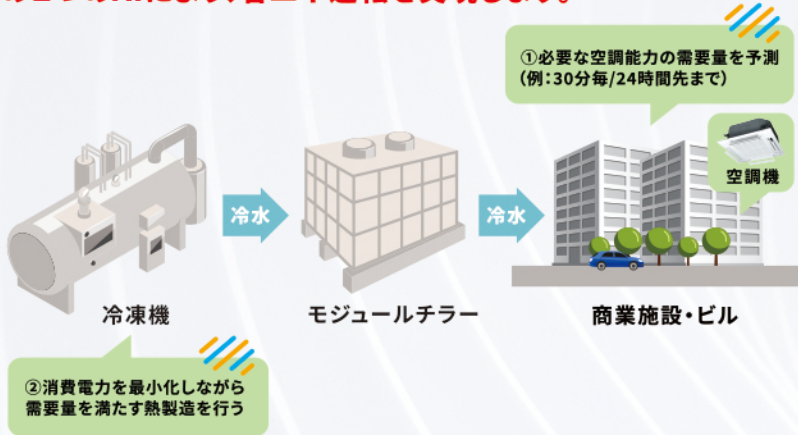 ①必要な空調能力の需要量を予測
(例:30分毎/24時間先まで)
空調機
冷水
冷水
冷凍機
モジュールチラー
商業施設・ビル
②消費電力を最小化しながら
需要量を満たす熱製造を行う